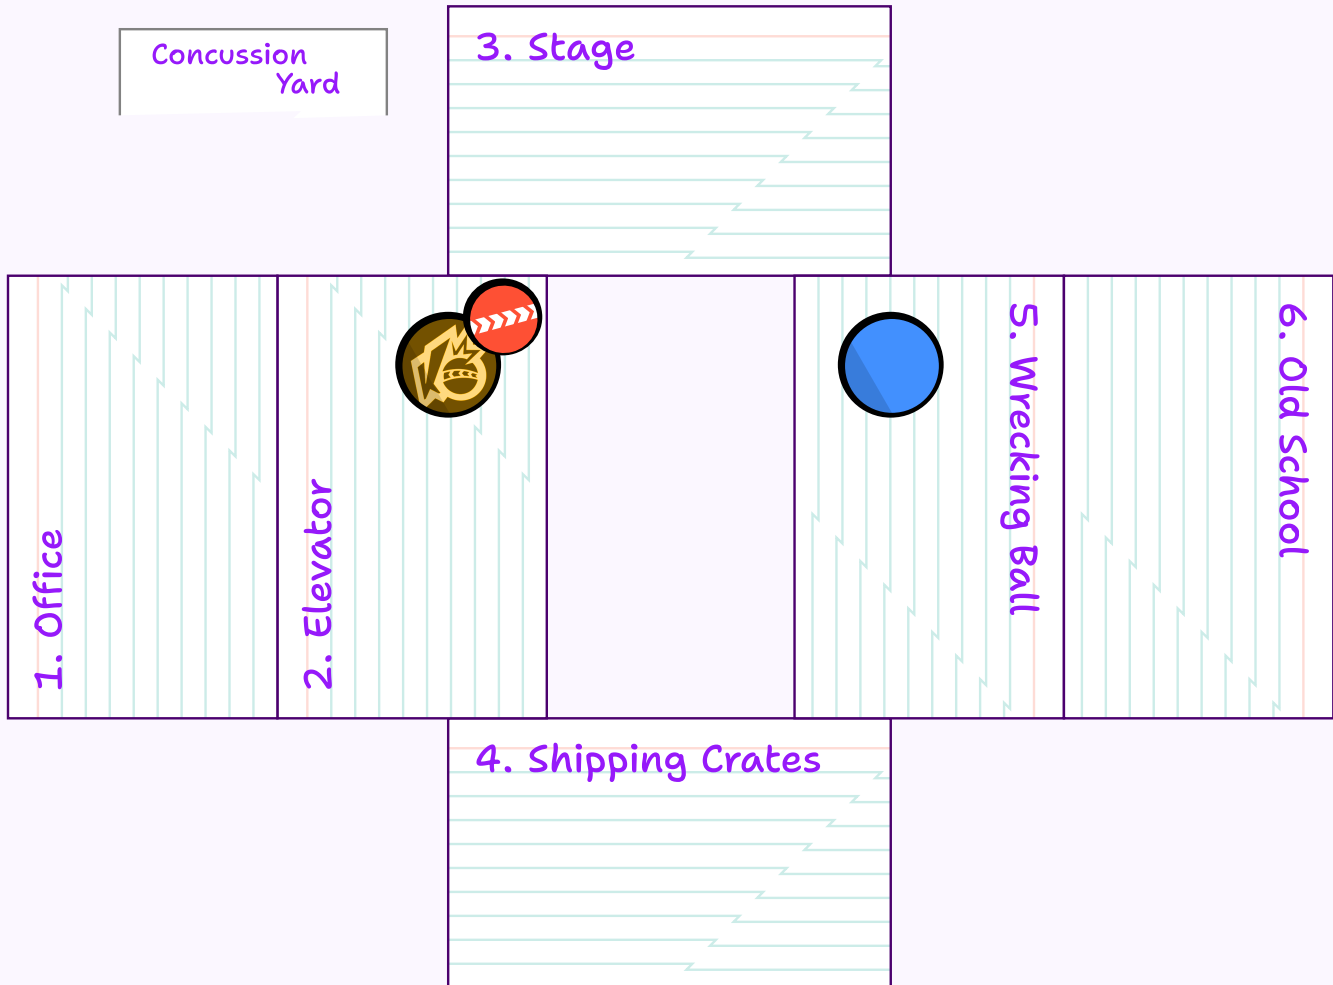 Concussion
Yard
3. Stage
1. Office
2. Elevator
5. Wrecking Ball
6. Old School
4. Shipping Crates